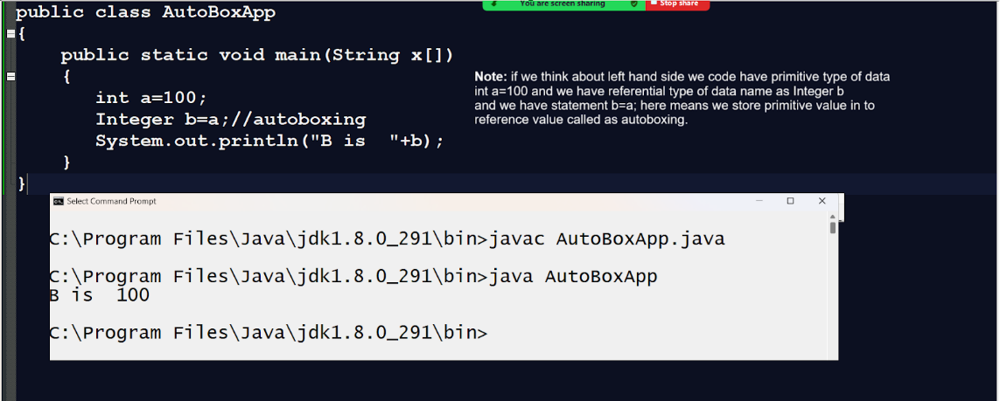 You are screen sharing Stop share
public class AutoBoxApp
{
public static void main(String x[])
{
int a=100;
Integer b=a;//autoboxing
System.out.println("B is  "+b);
}
}
Note: if we think about left hand side we code have primitive type of data
int a=100 and we have referential type of data name as Integer b
and we have statement b=a; here means we store primitive value in to
reference value called as autoboxing.
Select Command Prompt
C:\Program Files\Java\jdk1.8.0_291\bin>javac AutoBoxApp.java
C:\Program Files\Java\jdk1.8.0_291\bin>java AutoBoxApp
B is  100
C:\Program Files\Java\jdk1.8.0_291\bin>